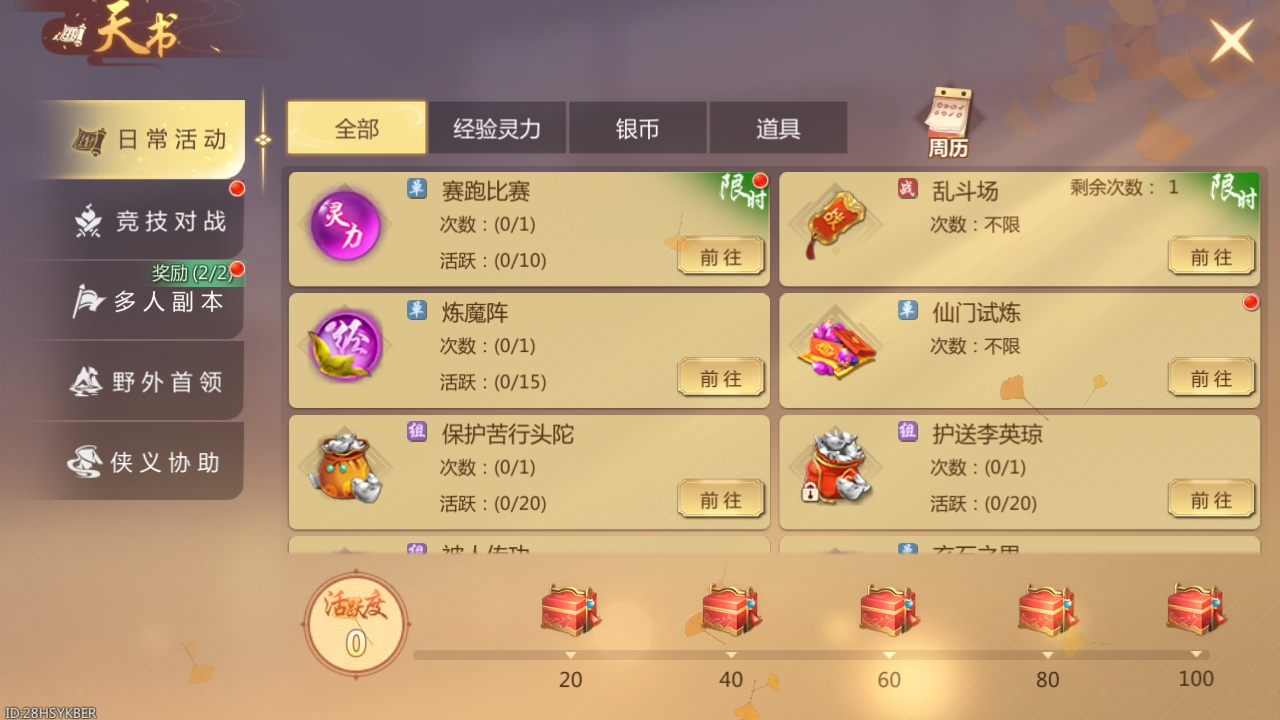 天书
日常活动
竞技对战
奖励(2/2)
多人副本
野外首领
侠义协助
全部
经验灵力
银币
道具
周历
灵力
单
赛跑比赛
限时
次数：(0/1)
活跃：(0/10)
前往
战
乱斗场
剩余次数： 1
限时
次数：不限
前往
经
单
炼魔阵
次数：(0/1)
活跃：(0/15)
前往
单
仙门试炼
次数：不限
前往
组
保护苦行头陀
次数：(0/1)
活跃：(0/20)
前往
组
护送李英琼
次数：(0/1)
活跃：(0/20)
前往
组
单
活跃度
0
20
40
60
80
100
ID:28HSYKBER